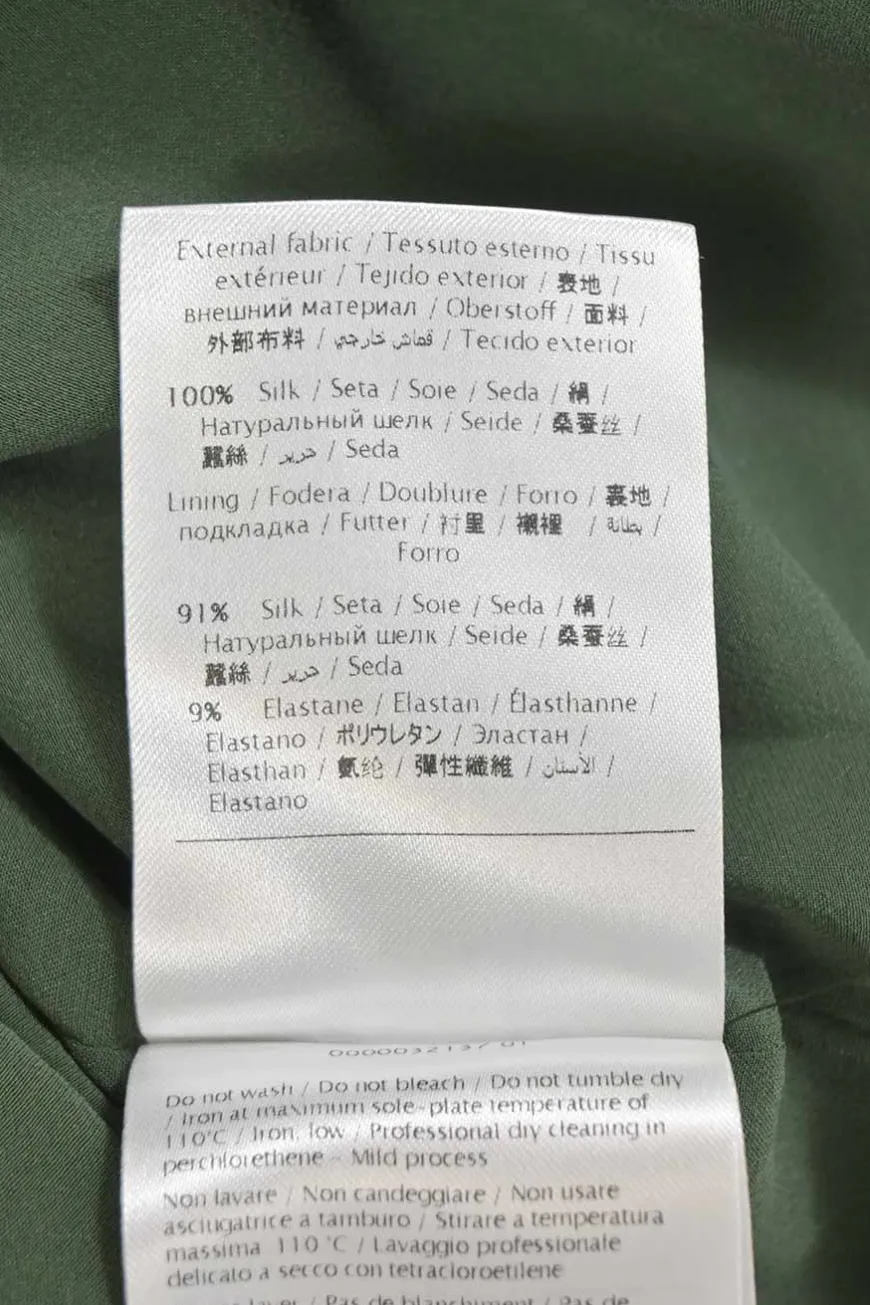 External fabric / Tessuto esterno / Tissu
extérieur / Tejido exterior / 表地 /
внешний материал / Oberstoff / 面料 /
外部布料 / قماش خارجي / Tecido exterior
100% Silk / Seta / Soie / Seda / 絹 /
Натуральный шелк / Seide / 桑蚕丝 /
蠶絲 / حرير / Seda
Lining / Fodera / Doublure / Forro / 裏地 /
подкладка / Futter / 衬里 / 襯裡 / بطانة /
Forro
91% Silk / Seta / Soie / Seda / 絹 /
Натуральный шелк / Seide / 桑蚕丝 /
蠶絲 / حرير / Seda
9% Elastane / Elastan / Élasthanne /
Elastano / ポリウレタン / Эластан /
Elasthan / 氨纶 / 彈性纖維 / الأستان /
Elastano
Do not wash / Do not bleach / Do not tumble dry
/ Iron at maximum sole-plate temperature of
110°C / Iron, low / Professional dry cleaning in
perchlorethene - Mild process
Non lavare / Non candeggiare / Non usare
asciugatrice a tamburo / Stirare a temperatura
massima 110 °C / Lavaggio professionale
delicato a secco con tetracloroetilene
laver / Pas de blanchiment / Pas de